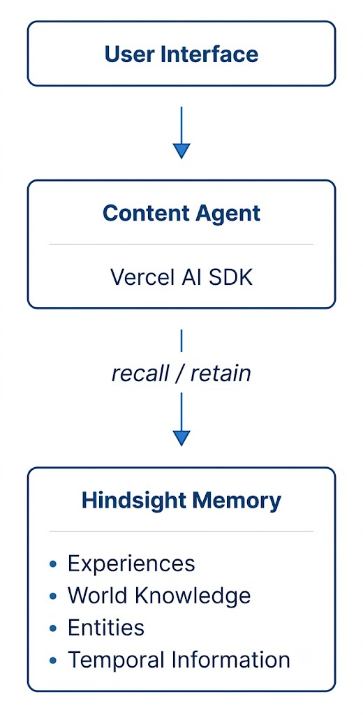 User Interface
Content Agent
Vercel AI SDK
recall / retain
Hindsight Memory
• Experiences
• World Knowledge
• Entities
• Temporal Information